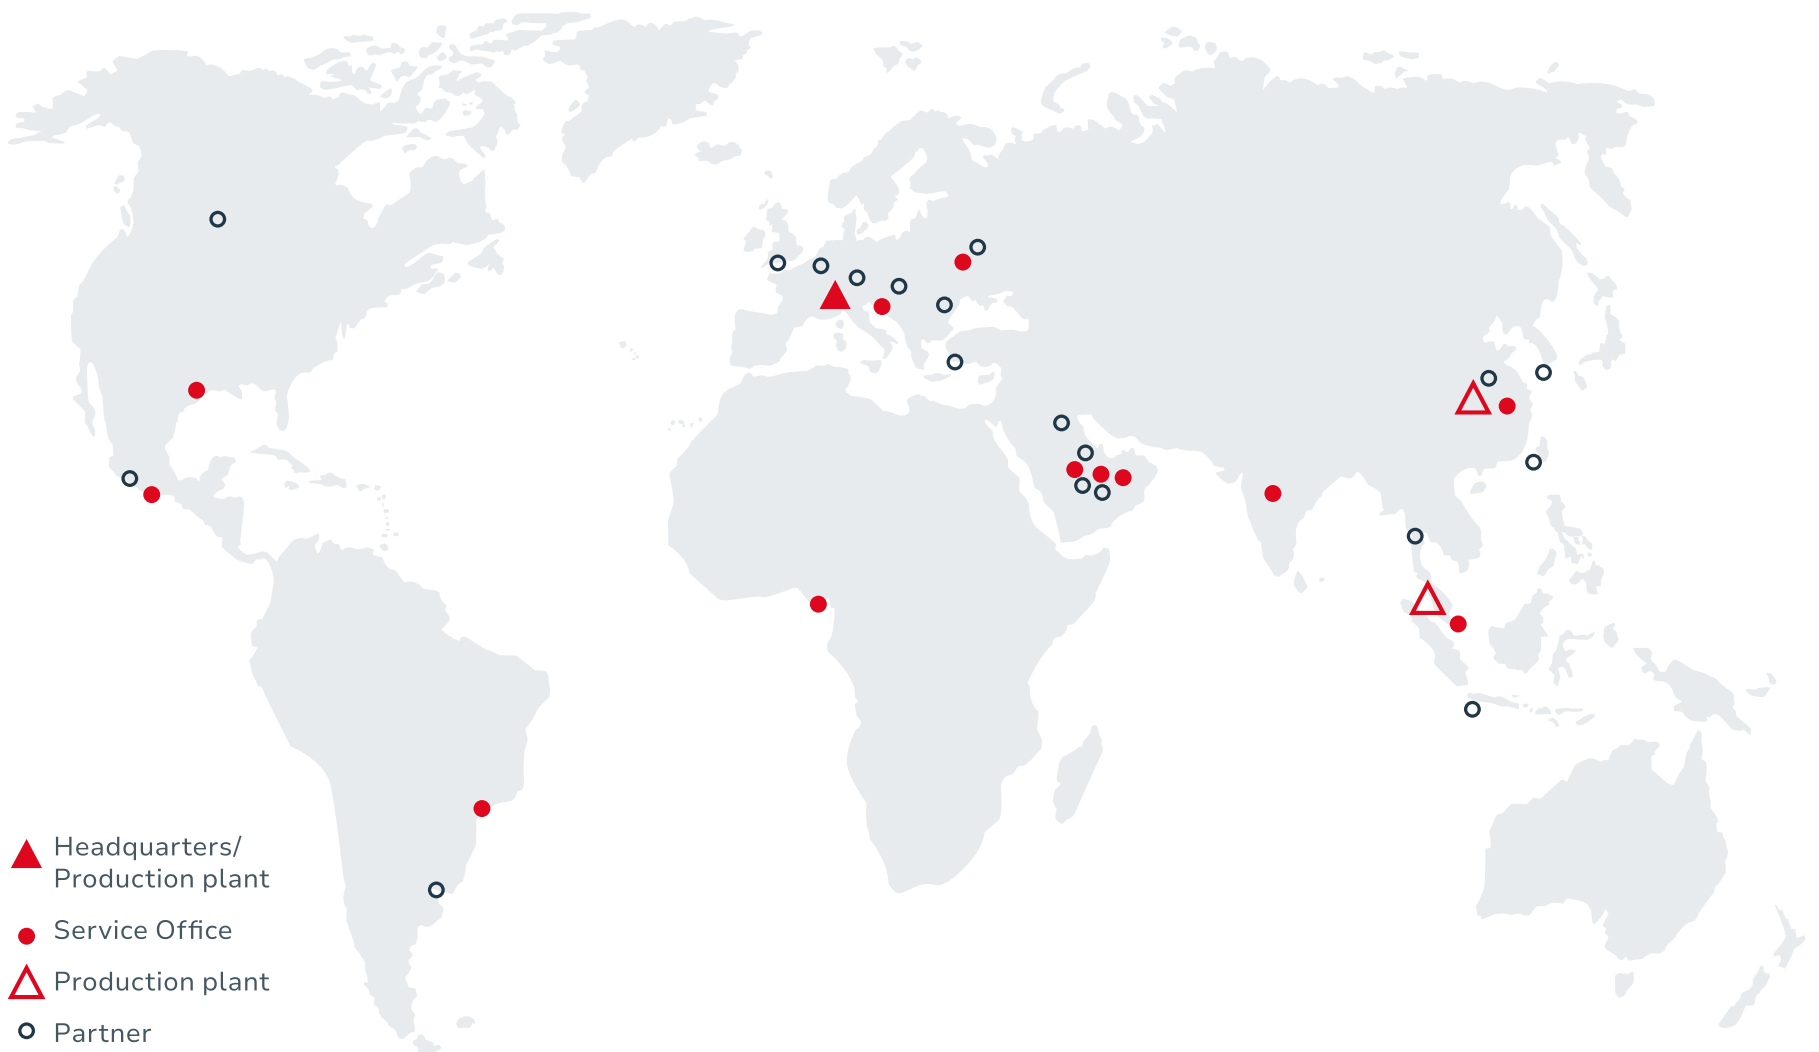 Headquarters/
Production plant
Service Office
Production plant
Partner